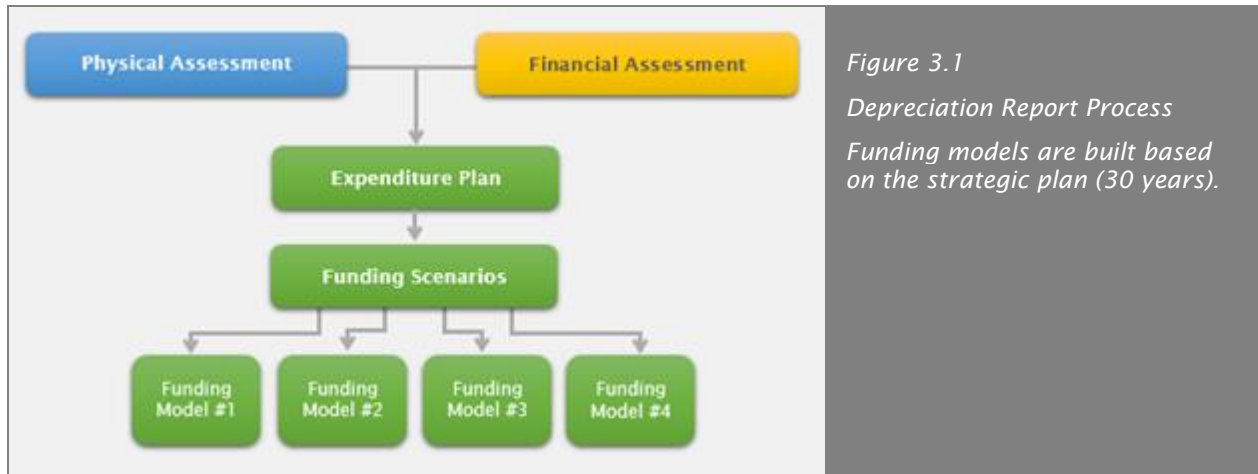 Physical Assessment
Financial Assessment
Expenditure Plan
Funding Scenarios
Funding
Model #1
Funding
Model #2
Funding
Model #3
Funding
Model #4
Figure 3.1
Depreciation Report Process
Funding models are built based
on the strategic plan (30 years).